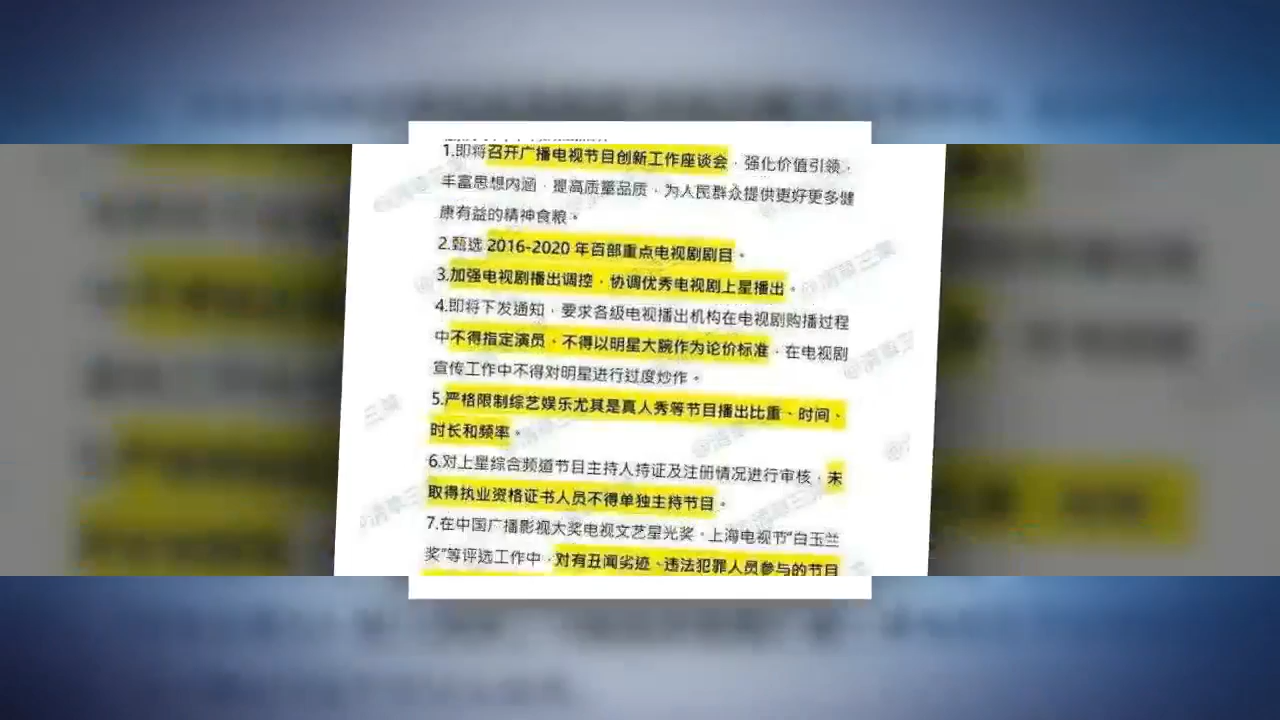 1.即将召开广播电视节目创新工作座谈会，强化价值引领，
丰富思想内涵，提高质量品质，为人民群众提供更好更多健
康有益的精神食粮。
2.甄选 2016-2020 年百部重点电视剧剧目。
3.加强电视剧播出调控，协调优秀电视剧上星播出。
4.即将下发通知，要求各级电视播出机构在电视剧购播过程
中不得指定演员、不得以明星大腕作为论价标准，在电视剧
宣传工作中不得对明星进行过度炒作。
5.严格限制综艺娱乐尤其是真人秀等节目播出比重、时间、
时长和频率。
6.对上星综合频道节目主持人持证及注册情况进行审核，未
取得执业资格证书人员不得单独主持节目。
7.在中国广播影视大奖电视文艺星光奖、上海电视节“白玉兰
奖”等评选工作中，对有丑闻劣迹、违法犯罪人员参与的节目